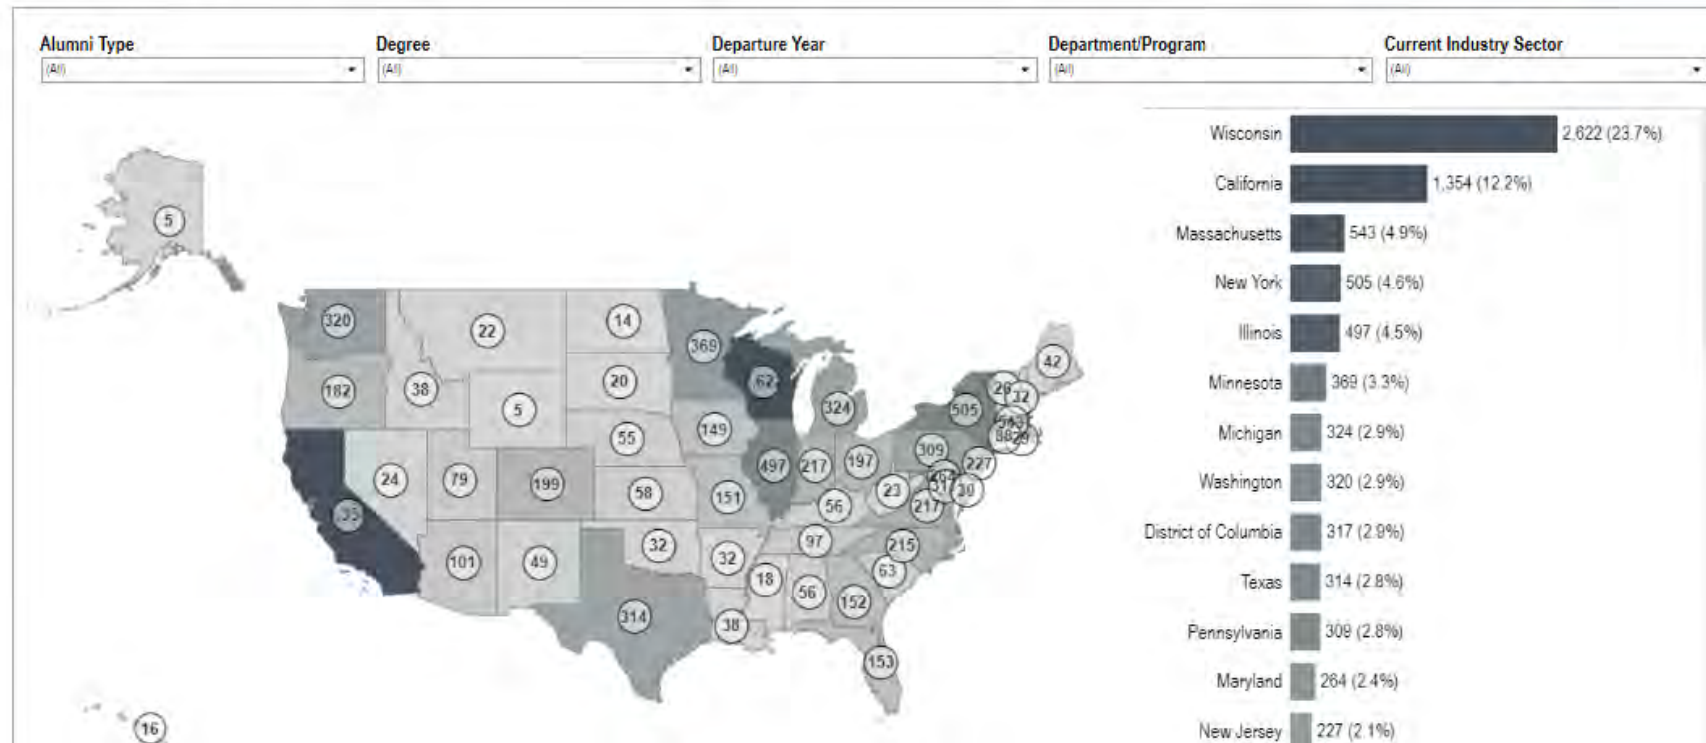 Alumni Type
Degree
Departure Year
Department/Program
Current Industry Sector
(All)
(All)
(All)
(All)
(All)
Wisconsin 2,622 (23.7%)
California 1,354 (12.2%)
Massachusetts 543 (4.9%)
New York 505 (4.6%)
Illinois 497 (4.5%)
Minnesota 369 (3.3%)
Michigan 324 (2.9%)
Washington 320 (2.9%)
District of Columbia 317 (2.9%)
Texas 314 (2.8%)
Pennsylvania 309 (2.8%)
Maryland 264 (2.4%)
New Jersey 227 (2.1%)
5
320
22
14
369
42
182
38
5
20
62
324
26
32
505
543
149
55
309
24
79
199
58
151
497
217
197
227
23
264
317
30
217
56
101
49
32
32
97
215
63
18
56
152
314
38
153
16